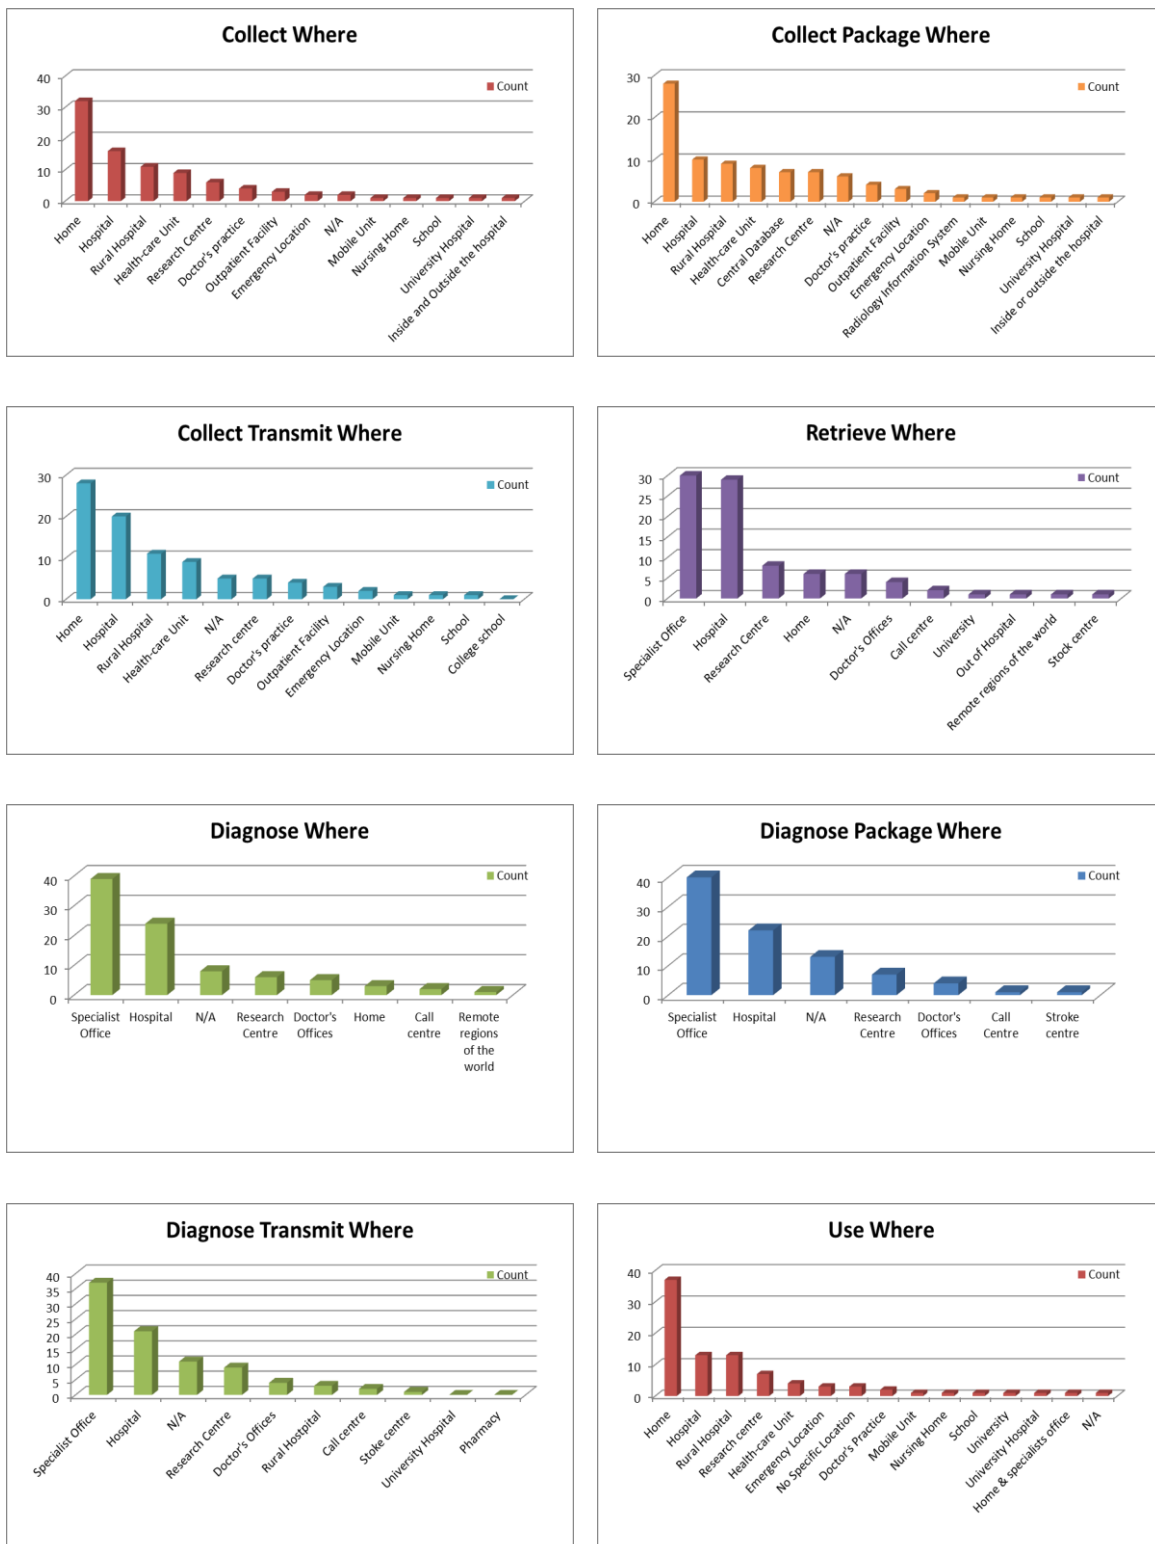 Collect Where
Count
40
30
20
10
0
Home
Hospital
Rural Hospital
Health-care Unit
Research Centre
Doctor's practice
Outpatient Facility
Emergency Location
N/A
Mobile Unit
Nursing Home
School
University Hospital
Inside and Outside the hospital
Collect Package Where
Count
30
20
10
0
Home
Hospital
Rural Hospital
Health-care Unit
Central Database
Research Centre
N/A
Doctor's practice
Outpatient Facility
Emergency Location
Radiology Information System
Mobile Unit
Nursing Home
School
University Hospital
Inside or outside the hospital
Collect Transmit Where
Count
30
20
10
0
Home
Hospital
Rural Hospital
Health-care Unit
N/A
Research centre
Doctor's practice
Outpatient Facility
Emergency Location
Mobile Unit
Nursing Home
School
College school
Retrieve Where
Count
30
25
20
15
10
5
0
Specialist Office
Hospital
Research Centre
Home
N/A
Doctor's Offices
Call centre
University
Out of Hospital
Remote regions of the world
Stock centre
Diagnose Where
Count
40
30
20
10
0
Specialist
Office
Hospital
N/A
Research
Centre
Doctor's
Offices
Home
Call
centre
Remote
regions
of the
world
Diagnose Package Where
Count
40
30
20
10
0
Specialist
Office
Hospital
N/A
Research
Centre
Doctor's
Offices
Call
Centre
Stroke
centre
Diagnose Transmit Where
Count
40
35
30
25
20
15
10
5
0
Specialist Office
Hospital
N/A
Research Centre
Doctor's Offices
Rural Hostpital
Call centre
Stoke centre
University Hospital
Pharmacy
Use Where
Count
40
30
20
10
0
Home
Hospital
Rural Hospital
Research centre
Health-care Unit
Emergency Location
No Specific Location
Doctor's Practice
Mobile Unit
Nursing Home
School
University
University Hospital
Home & specialists office
N/A